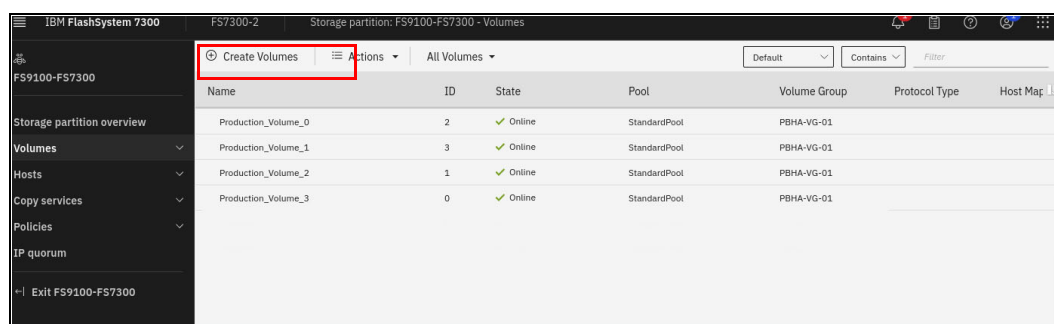 IBM FlashSystem 7300 FS7300-2 Storage partition: FS9100-FS7300 - Volumes
FS9100-FS7300
Storage partition overview
Volumes
Hosts
Copy services
Policies
IP quorum
Exit FS9100-FS7300
Create Volumes Actions All Volumes Default Contains Filter
Name ID State Pool Volume Group Protocol Type Host Map
Production_Volume_0 2 Online StandardPool PBHA-VG-01
Production_Volume_1 3 Online StandardPool PBHA-VG-01
Production_Volume_2 1 Online StandardPool PBHA-VG-01
Production_Volume_3 0 Online StandardPool PBHA-VG-01